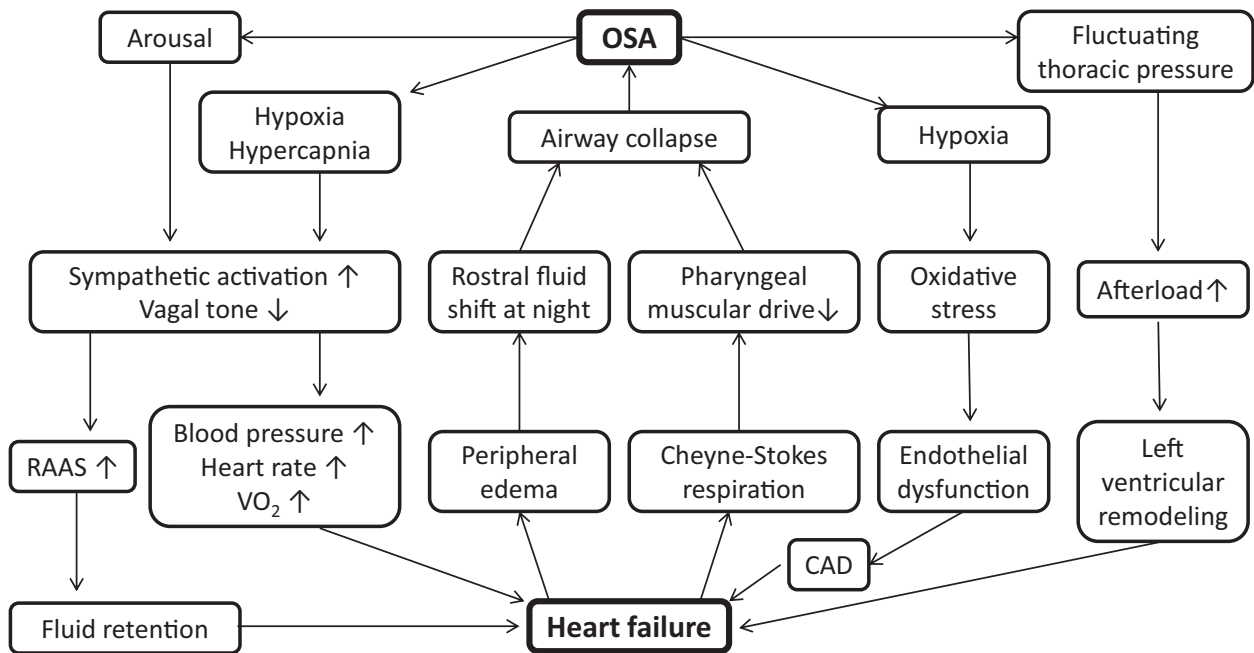 Arousal
OSA
Fluctuating
thoracic pressure
Hypoxia
Hypercapnia
Airway collapse
Hypoxia
Sympathetic activation ↑
Vagal tone ↓
Rostral fluid
shift at night
Pharyngeal
muscular drive↓
Oxidative
stress
Afterload↑
RAAS ↑
Blood pressure ↑
Heart rate ↑
VO₂ ↑
Peripheral
edema
Cheyne-Stokes
respiration
Endothelial
dysfunction
Left
ventricular
remodeling
CAD
Fluid retention
Heart failure